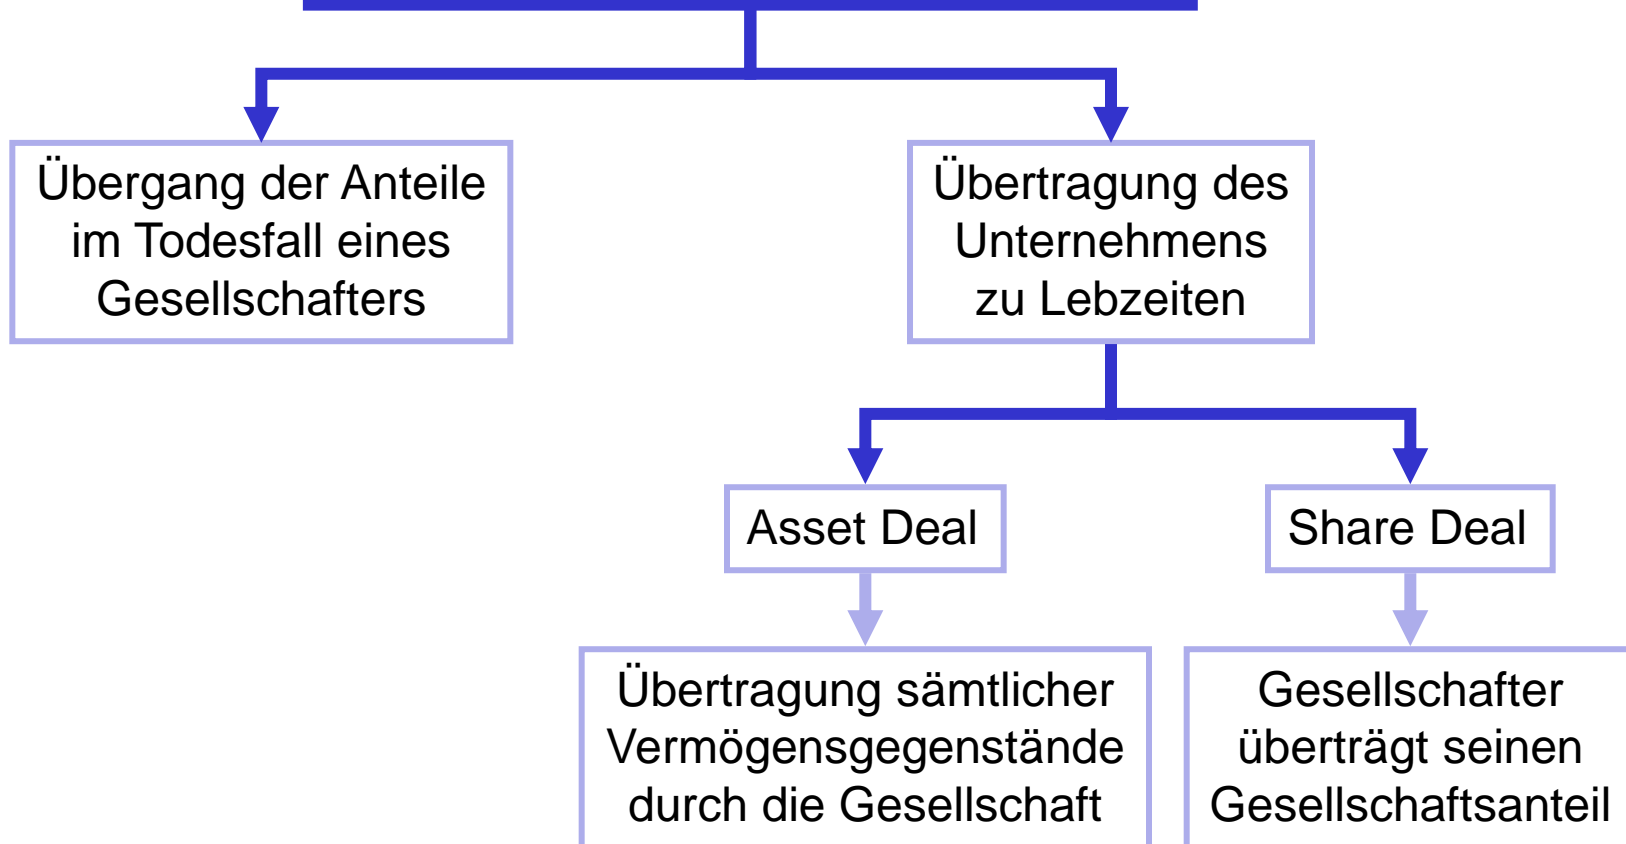 Übergang der Anteile
im Todesfall eines
Gesellschafters
Übertragung des
Unternehmens
zu Lebzeiten
Asset Deal
Share Deal
Übertragung sämtlicher
Vermögensgegenstände
durch die Gesellschaft
Gesellschafter
überträgt seinen
Gesellschaftsanteil